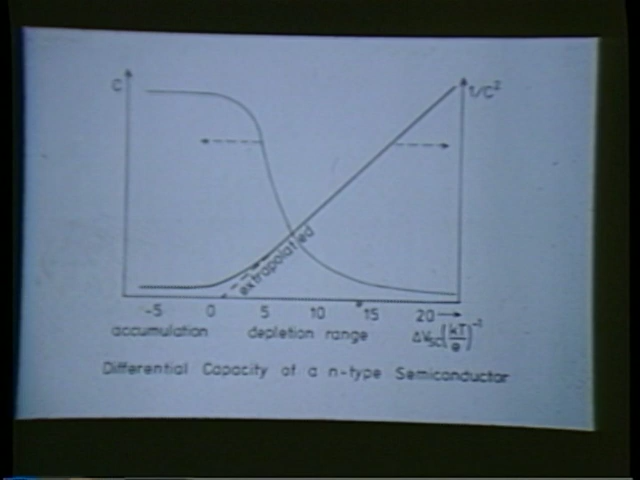 C
1/C²
extrapolated
-5 0 5 10 15 20
accumulation depletion range ΔVsc(kT/e)⁻¹
Differential Capacity of a n-type Semiconductor